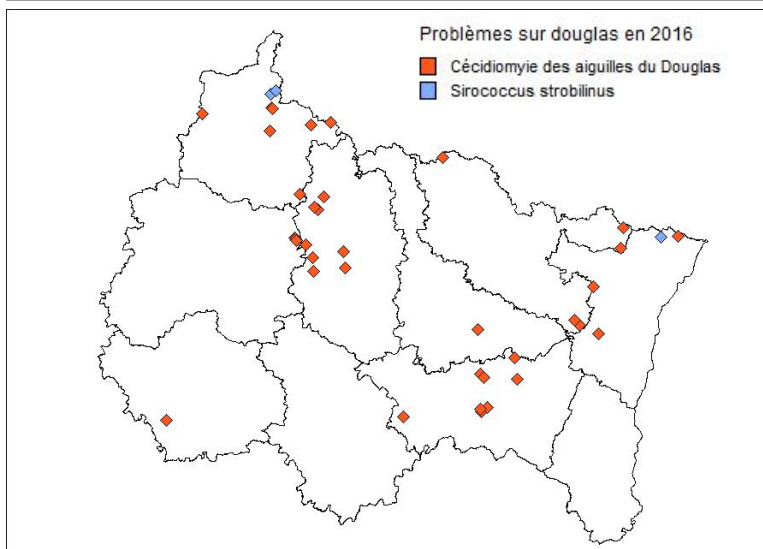 Problèmes sur douglas en 2016
Cécidiomyie des aiguilles du Douglas
Sirococcus strobilinus